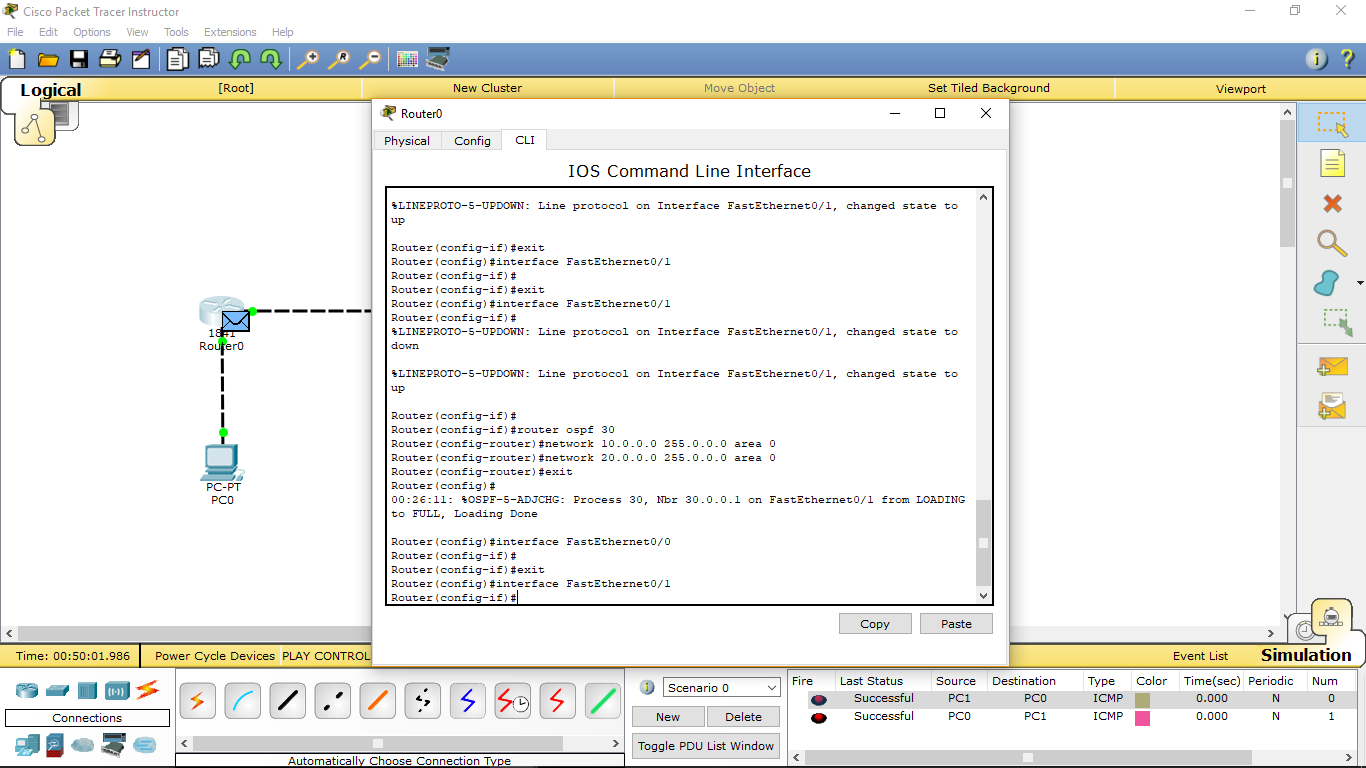 Cisco Packet Tracer Instructor
File Edit Options View Tools Extensions Help
Logical
[Root]
New Cluster
Move Object
Set Tiled Background
Viewport
Router0
Physical Config CLI
IOS Command Line Interface
%LINEPROTO-5-UPDOWN: Line protocol on Interface FastEthernet0/1, changed state to
up
Router(config-if)#exit
Router(config)#interface FastEthernet0/1
Router(config-if)#
Router(config-if)#exit
Router(config)#interface FastEthernet0/1
Router(config-if)#
%LINEPROTO-5-UPDOWN: Line protocol on Interface FastEthernet0/1, changed state to
down
%LINEPROTO-5-UPDOWN: Line protocol on Interface FastEthernet0/1, changed state to
up
Router(config-if)#
Router(config-if)#router ospf 30
Router(config-router)#network 10.0.0.0 255.0.0.0 area 0
Router(config-router)#network 20.0.0.0 255.0.0.0 area 0
Router(config-router)#exit
Router(config)#
00:26:11: %OSPF-5-ADJCHG: Process 30, Nbr 30.0.0.1 on FastEthernet0/1 from LOADING
to FULL, Loading Done
Router(config)#interface FastEthernet0/0
Router(config-if)#
Router(config-if)#exit
Router(config)#interface FastEthernet0/1
Router(config-if)#
Copy Paste
1841
Router0
PC-PT
PC0
Time: 00:50:01.986 Power Cycle Devices PLAY CONTROL
Event List Simulation
Connections
Automatically Choose Connection Type
Scenario 0
New Delete
Toggle PDU List Window
Fire Last Status Source Destination Type Color Time(sec) Periodic Num
Successful PC1 PC0 ICMP 0.000 N 0
Successful PC0 PC1 ICMP 0.000 N 1